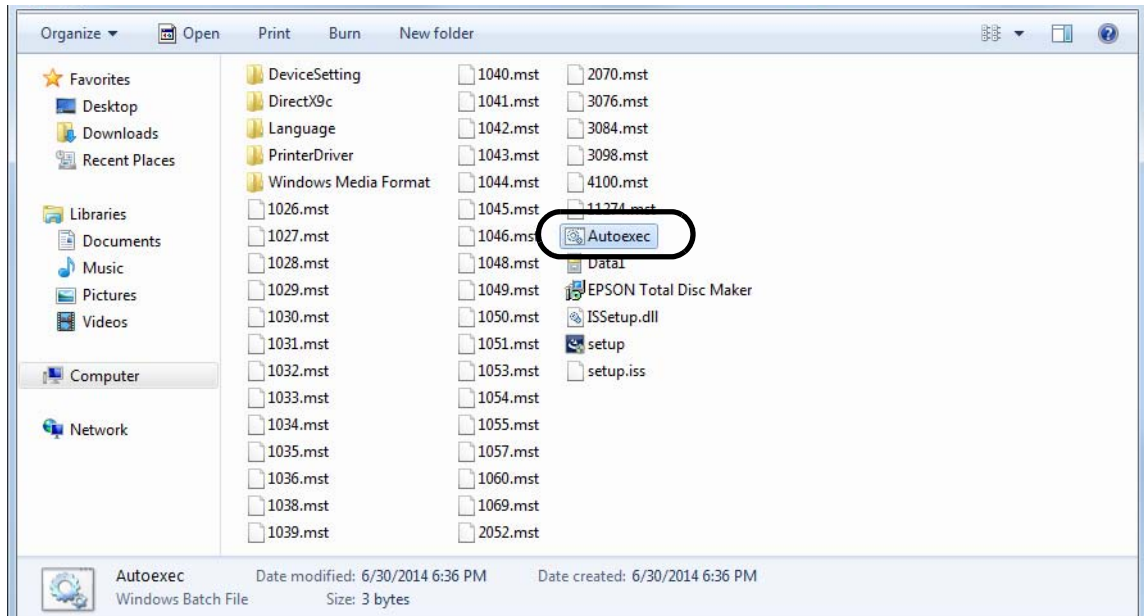 Organize Open Print Burn New folder
Favorites
Desktop
Downloads
Recent Places
Libraries
Documents
Music
Pictures
Videos
Computer
Network
DeviceSetting
DirectX9c
Language
PrinterDriver
Windows Media Format
1026.mst
1027.mst
1028.mst
1029.mst
1030.mst
1031.mst
1032.mst
1033.mst
1034.mst
1035.mst
1036.mst
1038.mst
1039.mst
1040.mst
1041.mst
1042.mst
1043.mst
1044.mst
1045.mst
1046.mst
1048.mst
1049.mst
1050.mst
1051.mst
1053.mst
1054.mst
1055.mst
1057.mst
1060.mst
1069.mst
2052.mst
2070.mst
3076.mst
3084.mst
3098.mst
4100.mst
11274.mst
Autoexec
Data1
EPSON Total Disc Maker
ISSetup.dll
setup
setup.iss
Autoexec Date modified: 6/30/2014 6:36 PM Date created: 6/30/2014 6:36 PM
Windows Batch File Size: 3 bytes